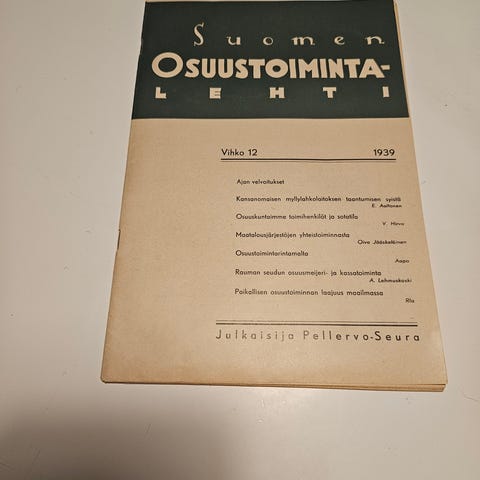 Suomen
OSUUSTOIMINTA-
LEHTI
Vihko 12 1939
Ajan velvoitukset
Kansanomaisen myllylaitoksen taantumisen syistä
E. Aaltonen
Osuuskuntaimme toimihenkilöt ja sotatila
V. Hirvo
Maatalousjärjestöjen yhteistoiminnasta
Oiva Jääskeläinen
Osuustoimintarintamalta
Aapo
Rauman seudun osuusmeijeri- ja kassatoiminta
A. Lehmuskoski
Paikallisen osuustoiminnan laajuus maailmassa
Rla
Julkaisija Pellervo-Seura